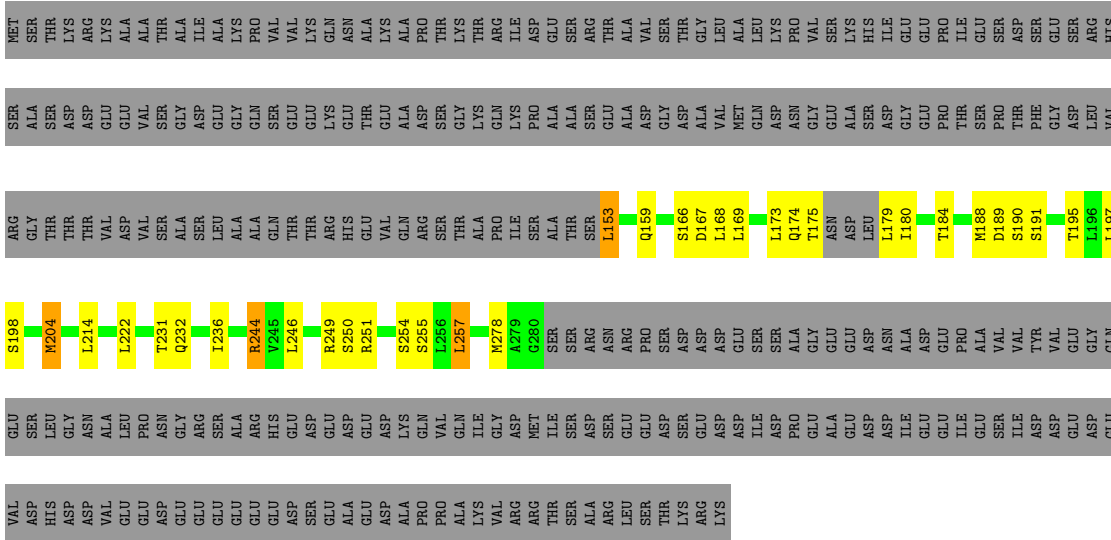 MET SER THR LYS ARG LYS ALA ALA THR ALA ILE ALA LYS PRO VAL VAL LYS GLN ASN ALA LYS ALA PRO THR LYS THR ARG ILE ASP GLU SER ARG THR ALA VAL SER THR GLY LEU ALA LEU LYS PRO VAL SER LYS HIS ILE GLU GLU PRO ILE GLU SER ASP SER GLU SER ARG HIS
SER ALA SER ASP ASP GLU GLU VAL SER GLY ASP GLU GLY GLN SER GLU GLU LYS GLU THR GLU ALA ASP SER GLY LYS GLN LYS PRO ALA ALA SER GLU ALA ASP GLY ASP ALA VAL MET GLN ASP ASN GLY GLU ALA SER ASP GLY GLU PRO THR SER PRO THR PHE GLY ASP LEU VAL
ARG GLY THR THR THR VAL ASP VAL SER ALA SER LEU ALA ALA GLN THR THR ARG HIS GLU VAL GLN ARG SER THR ALA PRO ILE SER ALA THR SER L153 Q159 S166 D167 L168 L169 L173 Q174 T175 ASN ASP LEU L179 I180 T184 M188 D189 S190 S191 T195 L196 L197
S198 M204 L214 L222 T231 Q232 I236 R244 V245 L246 R249 S250 R251 S254 S255 L256 L257 M278 A279 G280 SER SER ARG ASN ARG PRO SER ASP ASP GLU SER SER ALA GLY GLU GLU ASP ASN ALA ASP GLU PRO ALA VAL VAL TYR VAL GLU GLY GLN
GLU SER LEU GLY ASN ALA LEU PRO ASN GLY ARG SER ALA ARG HIS GLU ASP GLU ASP GLU ASP LYS GLN VAL GLN ILE GLY ASP MET ILE SER ASP SER GLU GLU ASP SER GLU ASP ASP ILE ASP PRO GLU ALA GLU ASP ASP ILE GLU GLU ILE GLU SER ILE ASP ASP GLU ASP GLU
VAL ASP HIS ASP ASP VAL GLU GLU ASP GLU GLU GLU GLU GLU GLU ASP SER GLU ALA GLU ASP ALA PRO PRO ALA LYS VAL ARG ARG THR SER ALA ARG LEU SER THR LYS ARG LYS